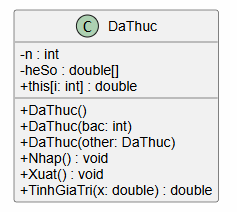 C DaThuc
-n : int
-heSo : double[]
+this[i: int] : double
+DaThuc()
+DaThuc(bac: int)
+DaThuc(other: DaThuc)
+Nhap() : void
+Xuat() : void
+TinhGiaTri(x: double) : double